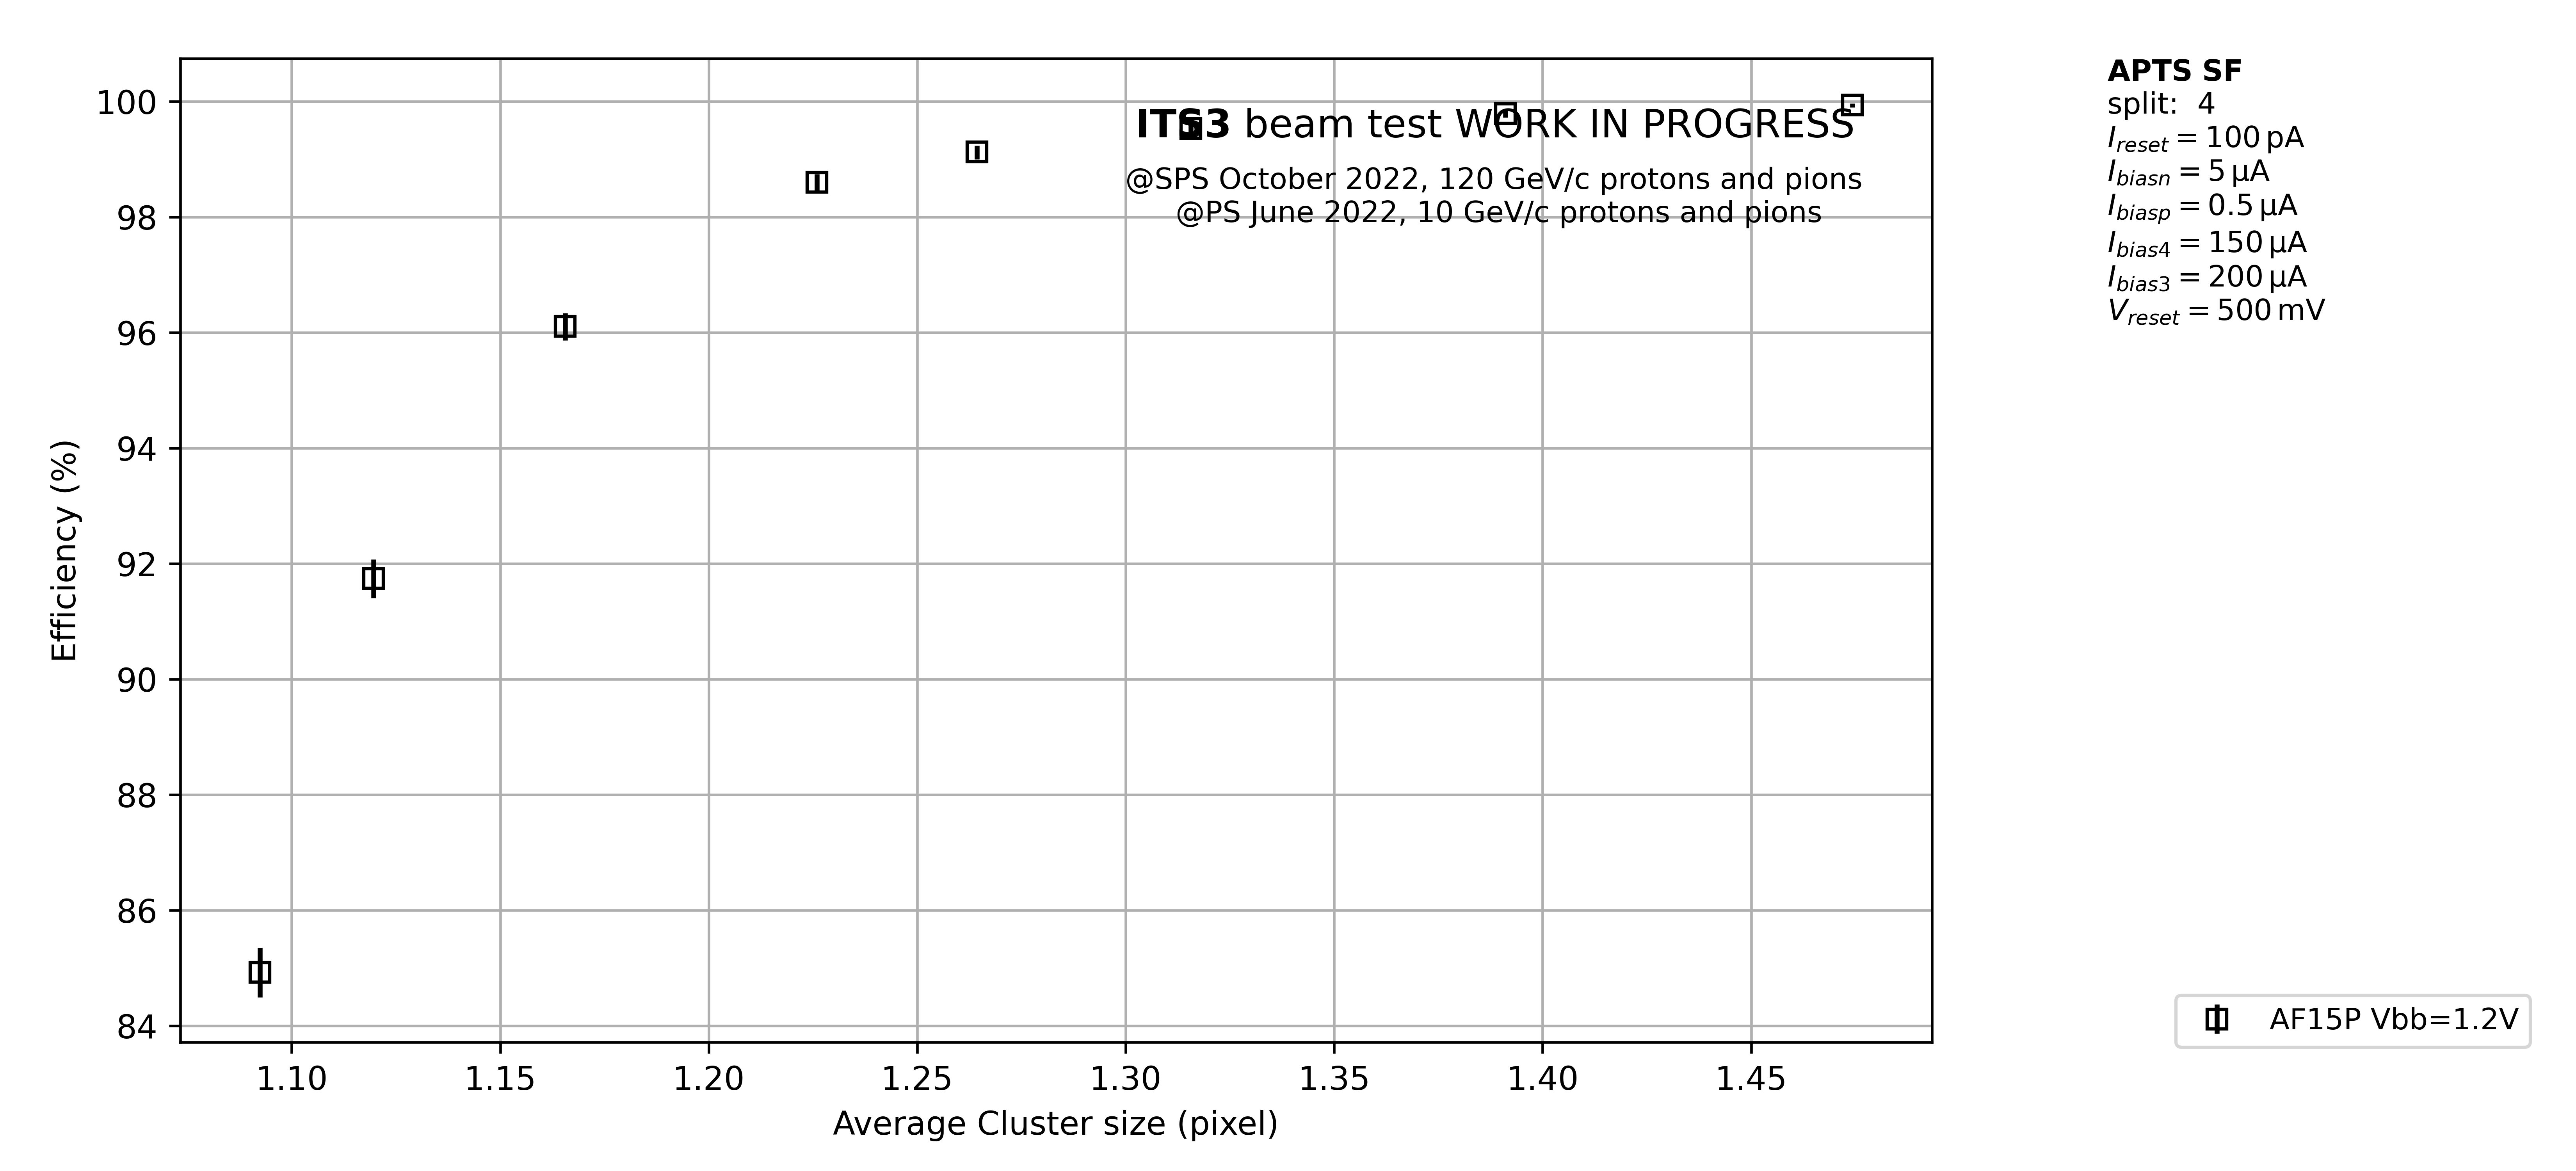 100
98
96
94
92
90
88
86
84
Efficiency (%)
1.10 1.15 1.20 1.25 1.30 1.35 1.40 1.45
Average Cluster size (pixel)
ITS3 beam test WORK IN PROGRESS
@SPS October 2022, 120 GeV/c protons and pions
@PS June 2022, 10 GeV/c protons and pions
APTS SF
split: 4
I_reset = 100 pA
I_biasn = 5 µA
I_biasp = 0.5 µA
I_bias4 = 150 µA
I_bias3 = 200 µA
V_reset = 500 mV
AF15P Vbb=1.2V